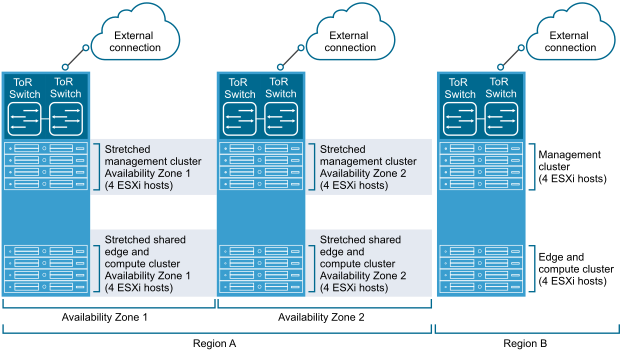 External
connection
External
connection
External
connection
ToR
Switch
ToR
Switch
ToR
Switch
ToR
Switch
ToR
Switch
ToR
Switch
Stretched
management cluster
Availability Zone 1
(4 ESXi hosts)
Stretched
management cluster
Availability Zone 2
(4 ESXi hosts)
Management
cluster
(4 ESXi hosts)
Stretched shared
edge and
compute cluster
Availability Zone 1
(4 ESXi hosts)
Stretched shared
edge and
compute cluster
Availability Zone 2
(4 ESXi hosts)
Edge and
compute cluster
(4 ESXi hosts)
Availability Zone 1
Availability Zone 2
Region A
Region B